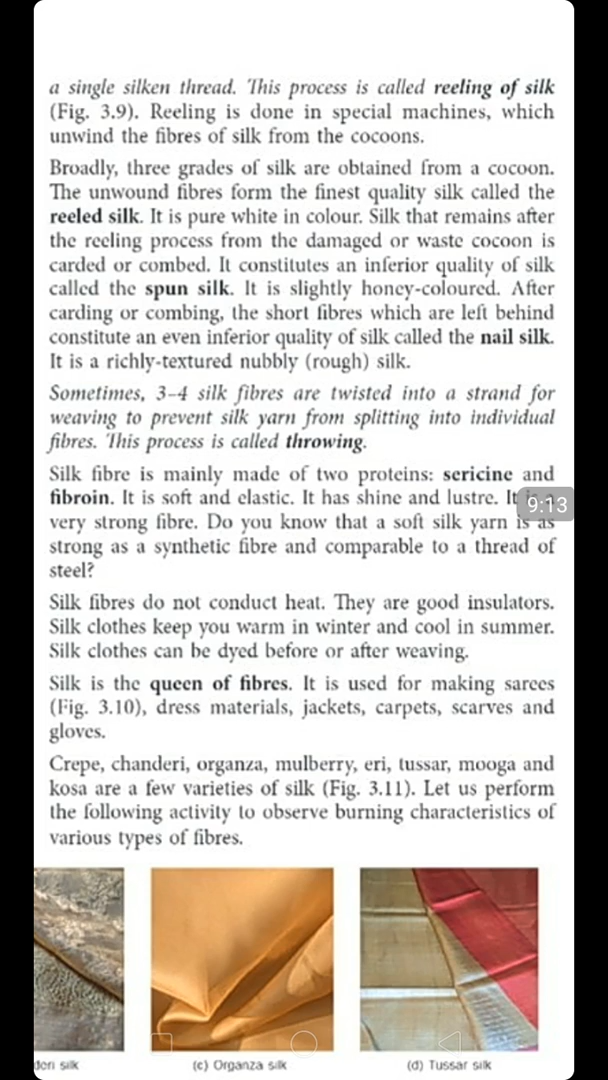 a single silken thread. This process is called reeling of silk
(Fig. 3.9). Reeling is done in special machines, which
unwind the fibres of silk from the cocoons.
Broadly, three grades of silk are obtained from a cocoon.
The unwound fibres form the finest quality silk called the
reeled silk. It is pure white in colour. Silk that remains after
the reeling process from the damaged or waste cocoon is
carded or combed. It constitutes an inferior quality of silk
called the spun silk. It is slightly honey-coloured. After
carding or combing, the short fibres which are left behind
constitute an even inferior quality of silk called the nail silk.
It is a richly-textured nubbly (rough) silk.
Sometimes, 3-4 silk fibres are twisted into a strand for
weaving to prevent silk yarn from splitting into individual
fibres. This process is called throwing.
Silk fibre is mainly made of two proteins: sericine and
fibroin. It is soft and elastic. It has shine and lustre. It is a
9:13
very strong fibre. Do you know that a soft silk yarn is as
strong as a synthetic fibre and comparable to a thread of
steel?
Silk fibres do not conduct heat. They are good insulators.
Silk clothes keep you warm in winter and cool in summer.
Silk clothes can be dyed before or after weaving.
Silk is the queen of fibres. It is used for making sarees
(Fig. 3.10), dress materials, jackets, carpets, scarves and
gloves.
Crepe, chanderi, organza, mulberry, eri, tussar, mooga and
kosa are a few varieties of silk (Fig. 3.11). Let us perform
the following activity to observe burning characteristics of
various types of fibres.
deri silk (c) Organza silk (d) Tussar silk